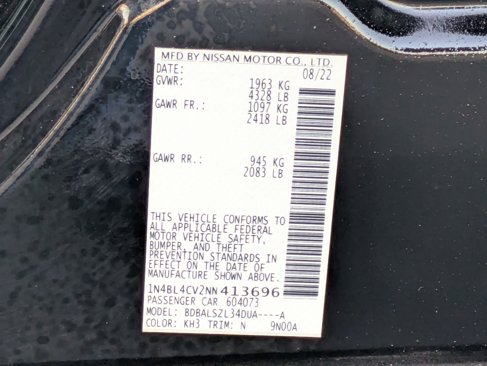 MFD BY NISSAN MOTOR CO., LTD.
DATE: 08/22
GVWR: 1963 KG
4328 LB
GAWR FR.: 1097 KG
2418 LB
GAWR RR.: 945 KG
2083 LB
THIS VEHICLE CONFORMS TO
ALL APPLICABLE FEDERAL
MOTOR VEHICLE SAFETY,
BUMPER, AND THEFT
PREVENTION STANDARDS IN
EFFECT ON THE DATE OF
MANUFACTURE SHOWN ABOVE.
1N4BL4CV2NN413696
PASSENGER CAR 604073
MODEL: BDBALSZL34DUA----A
COLOR: KH3 TRIM: N 9N00A